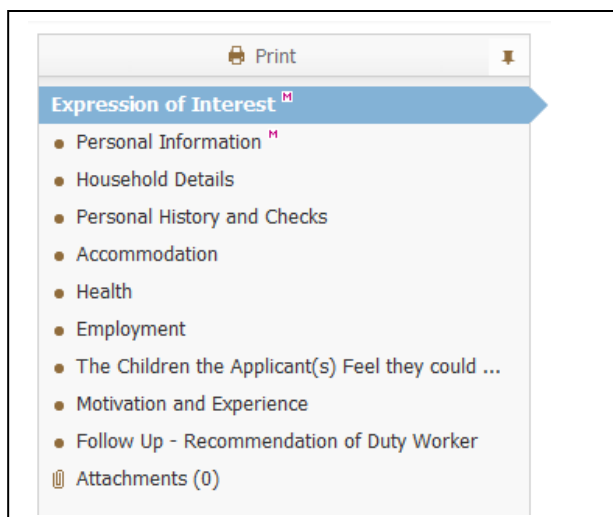 Print
Expression of Interest M
Personal Information M
Household Details
Personal History and Checks
Accommodation
Health
Employment
The Children the Applicant(s) Feel they could ...
Motivation and Experience
Follow Up - Recommendation of Duty Worker
Attachments (0)